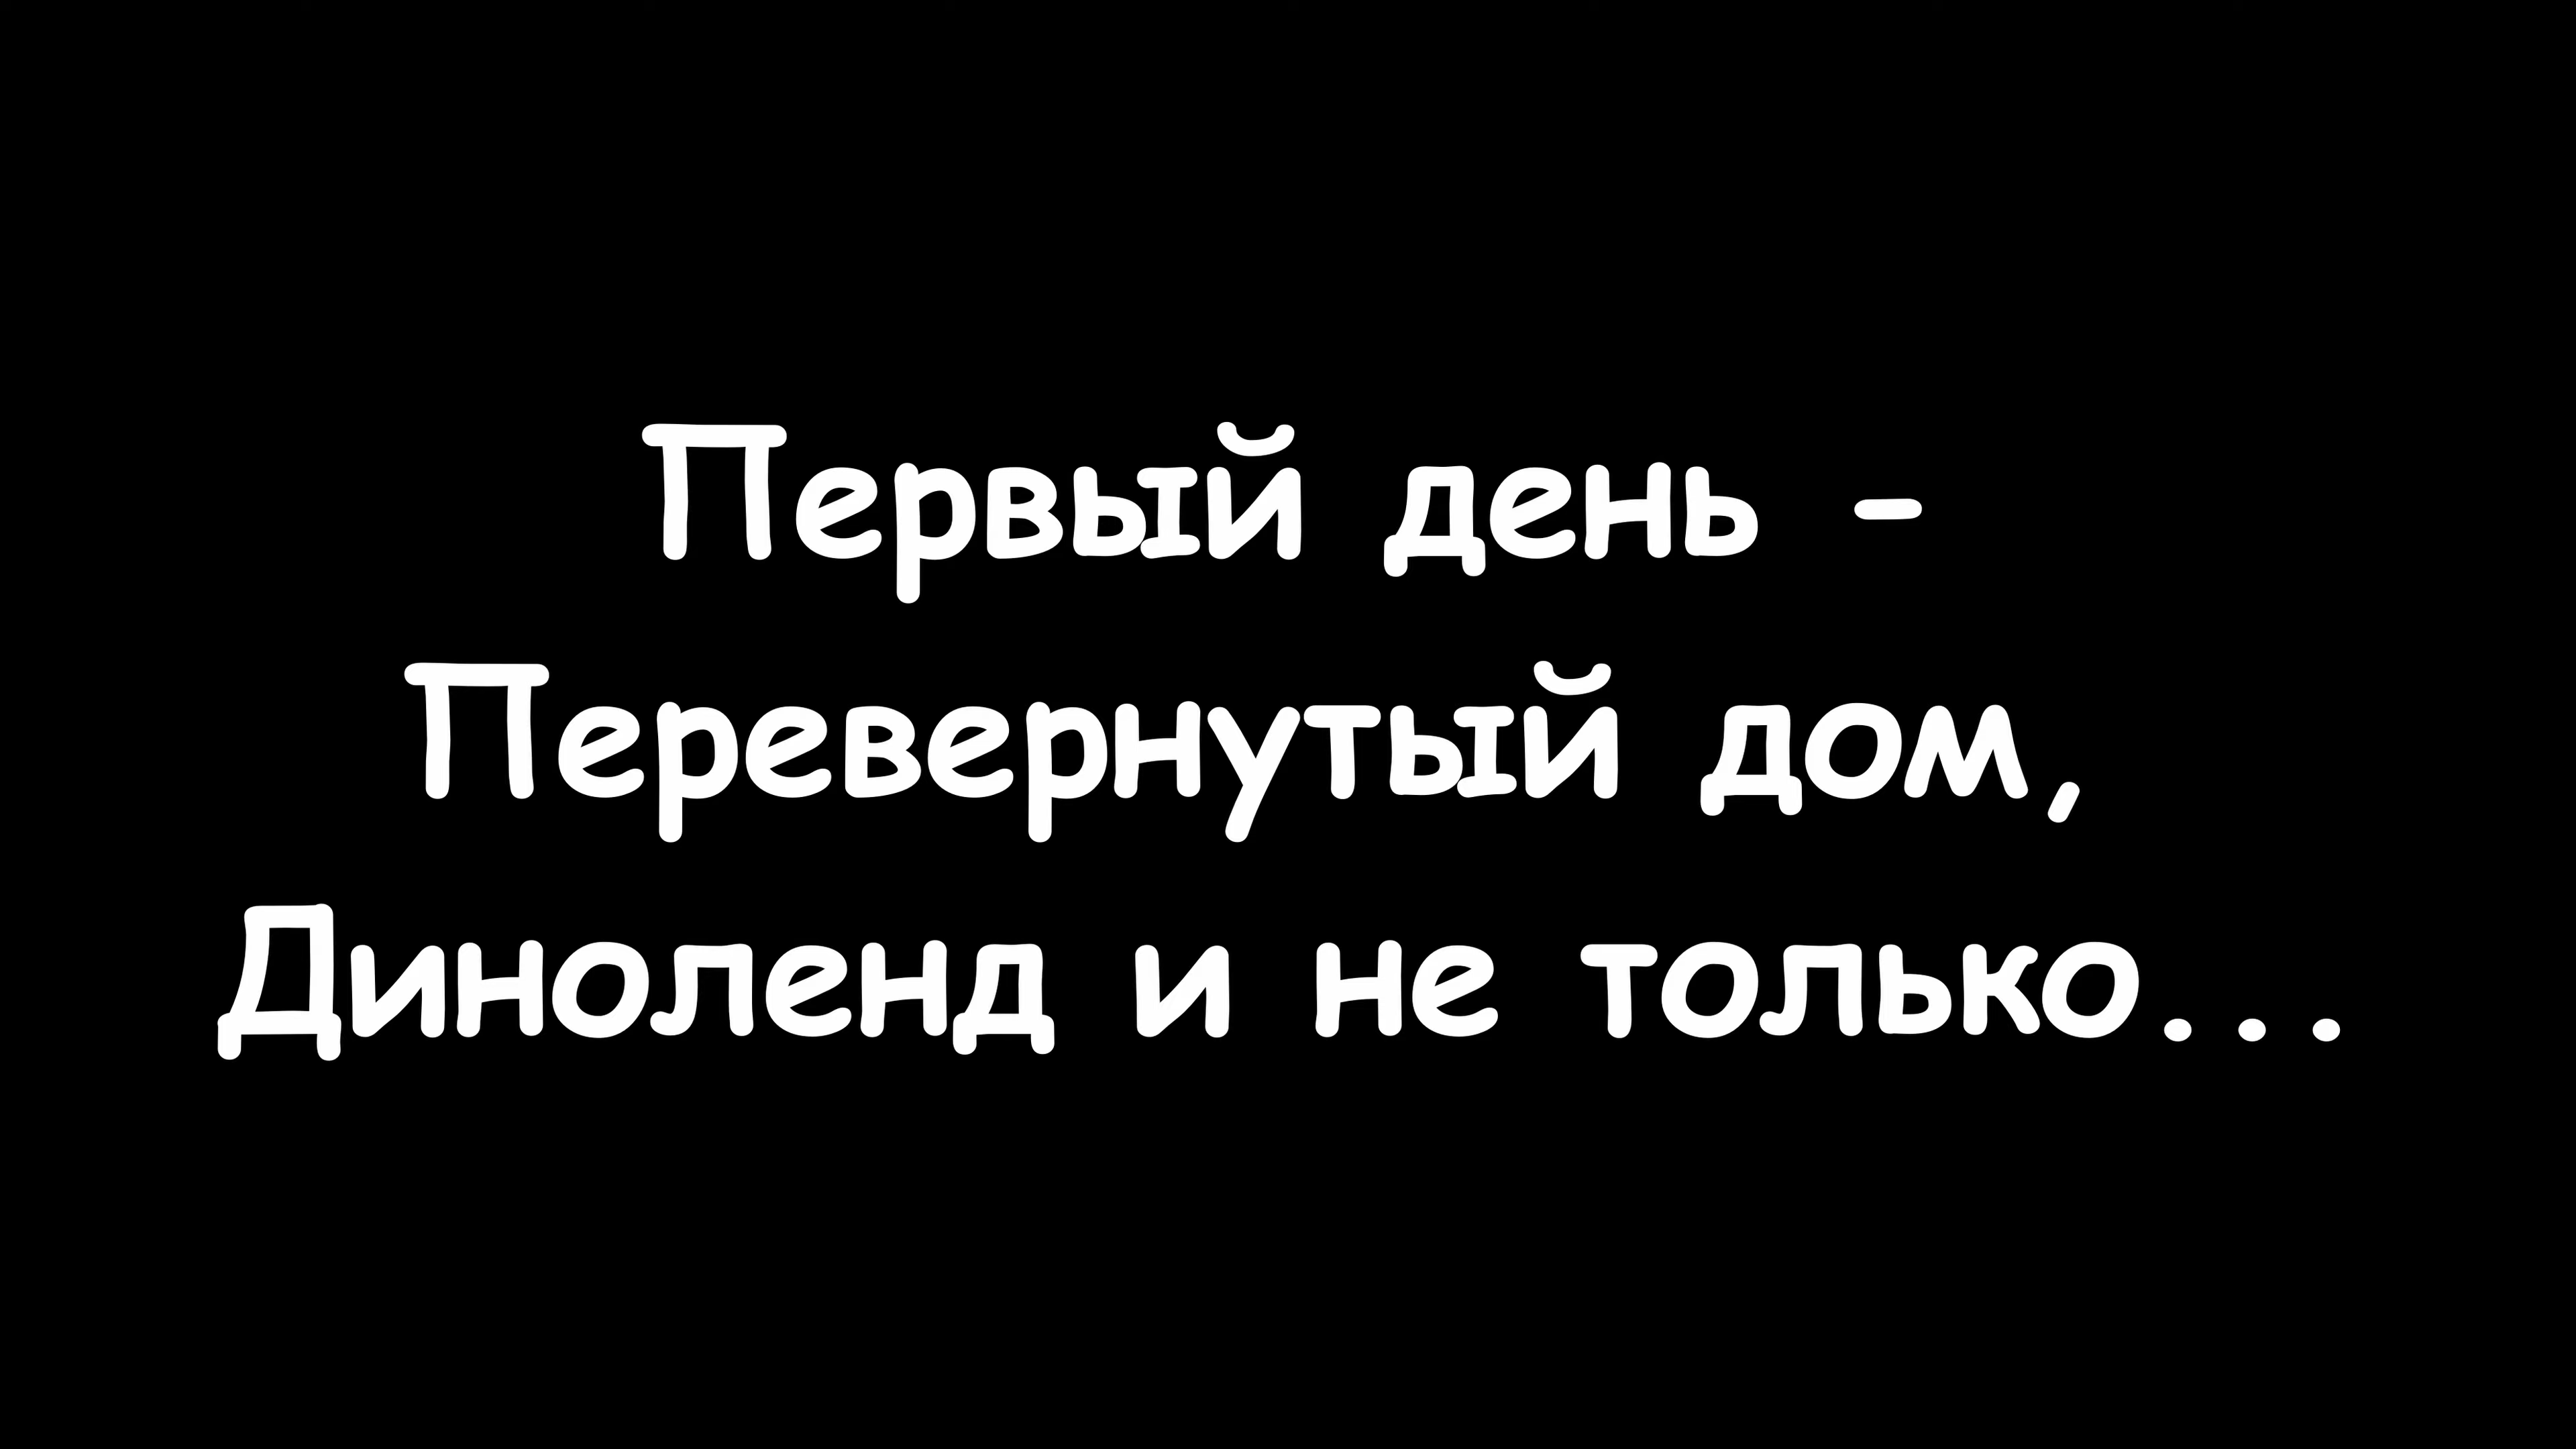 Первый день -
Перевернутый дом,
Диноленд и не только...